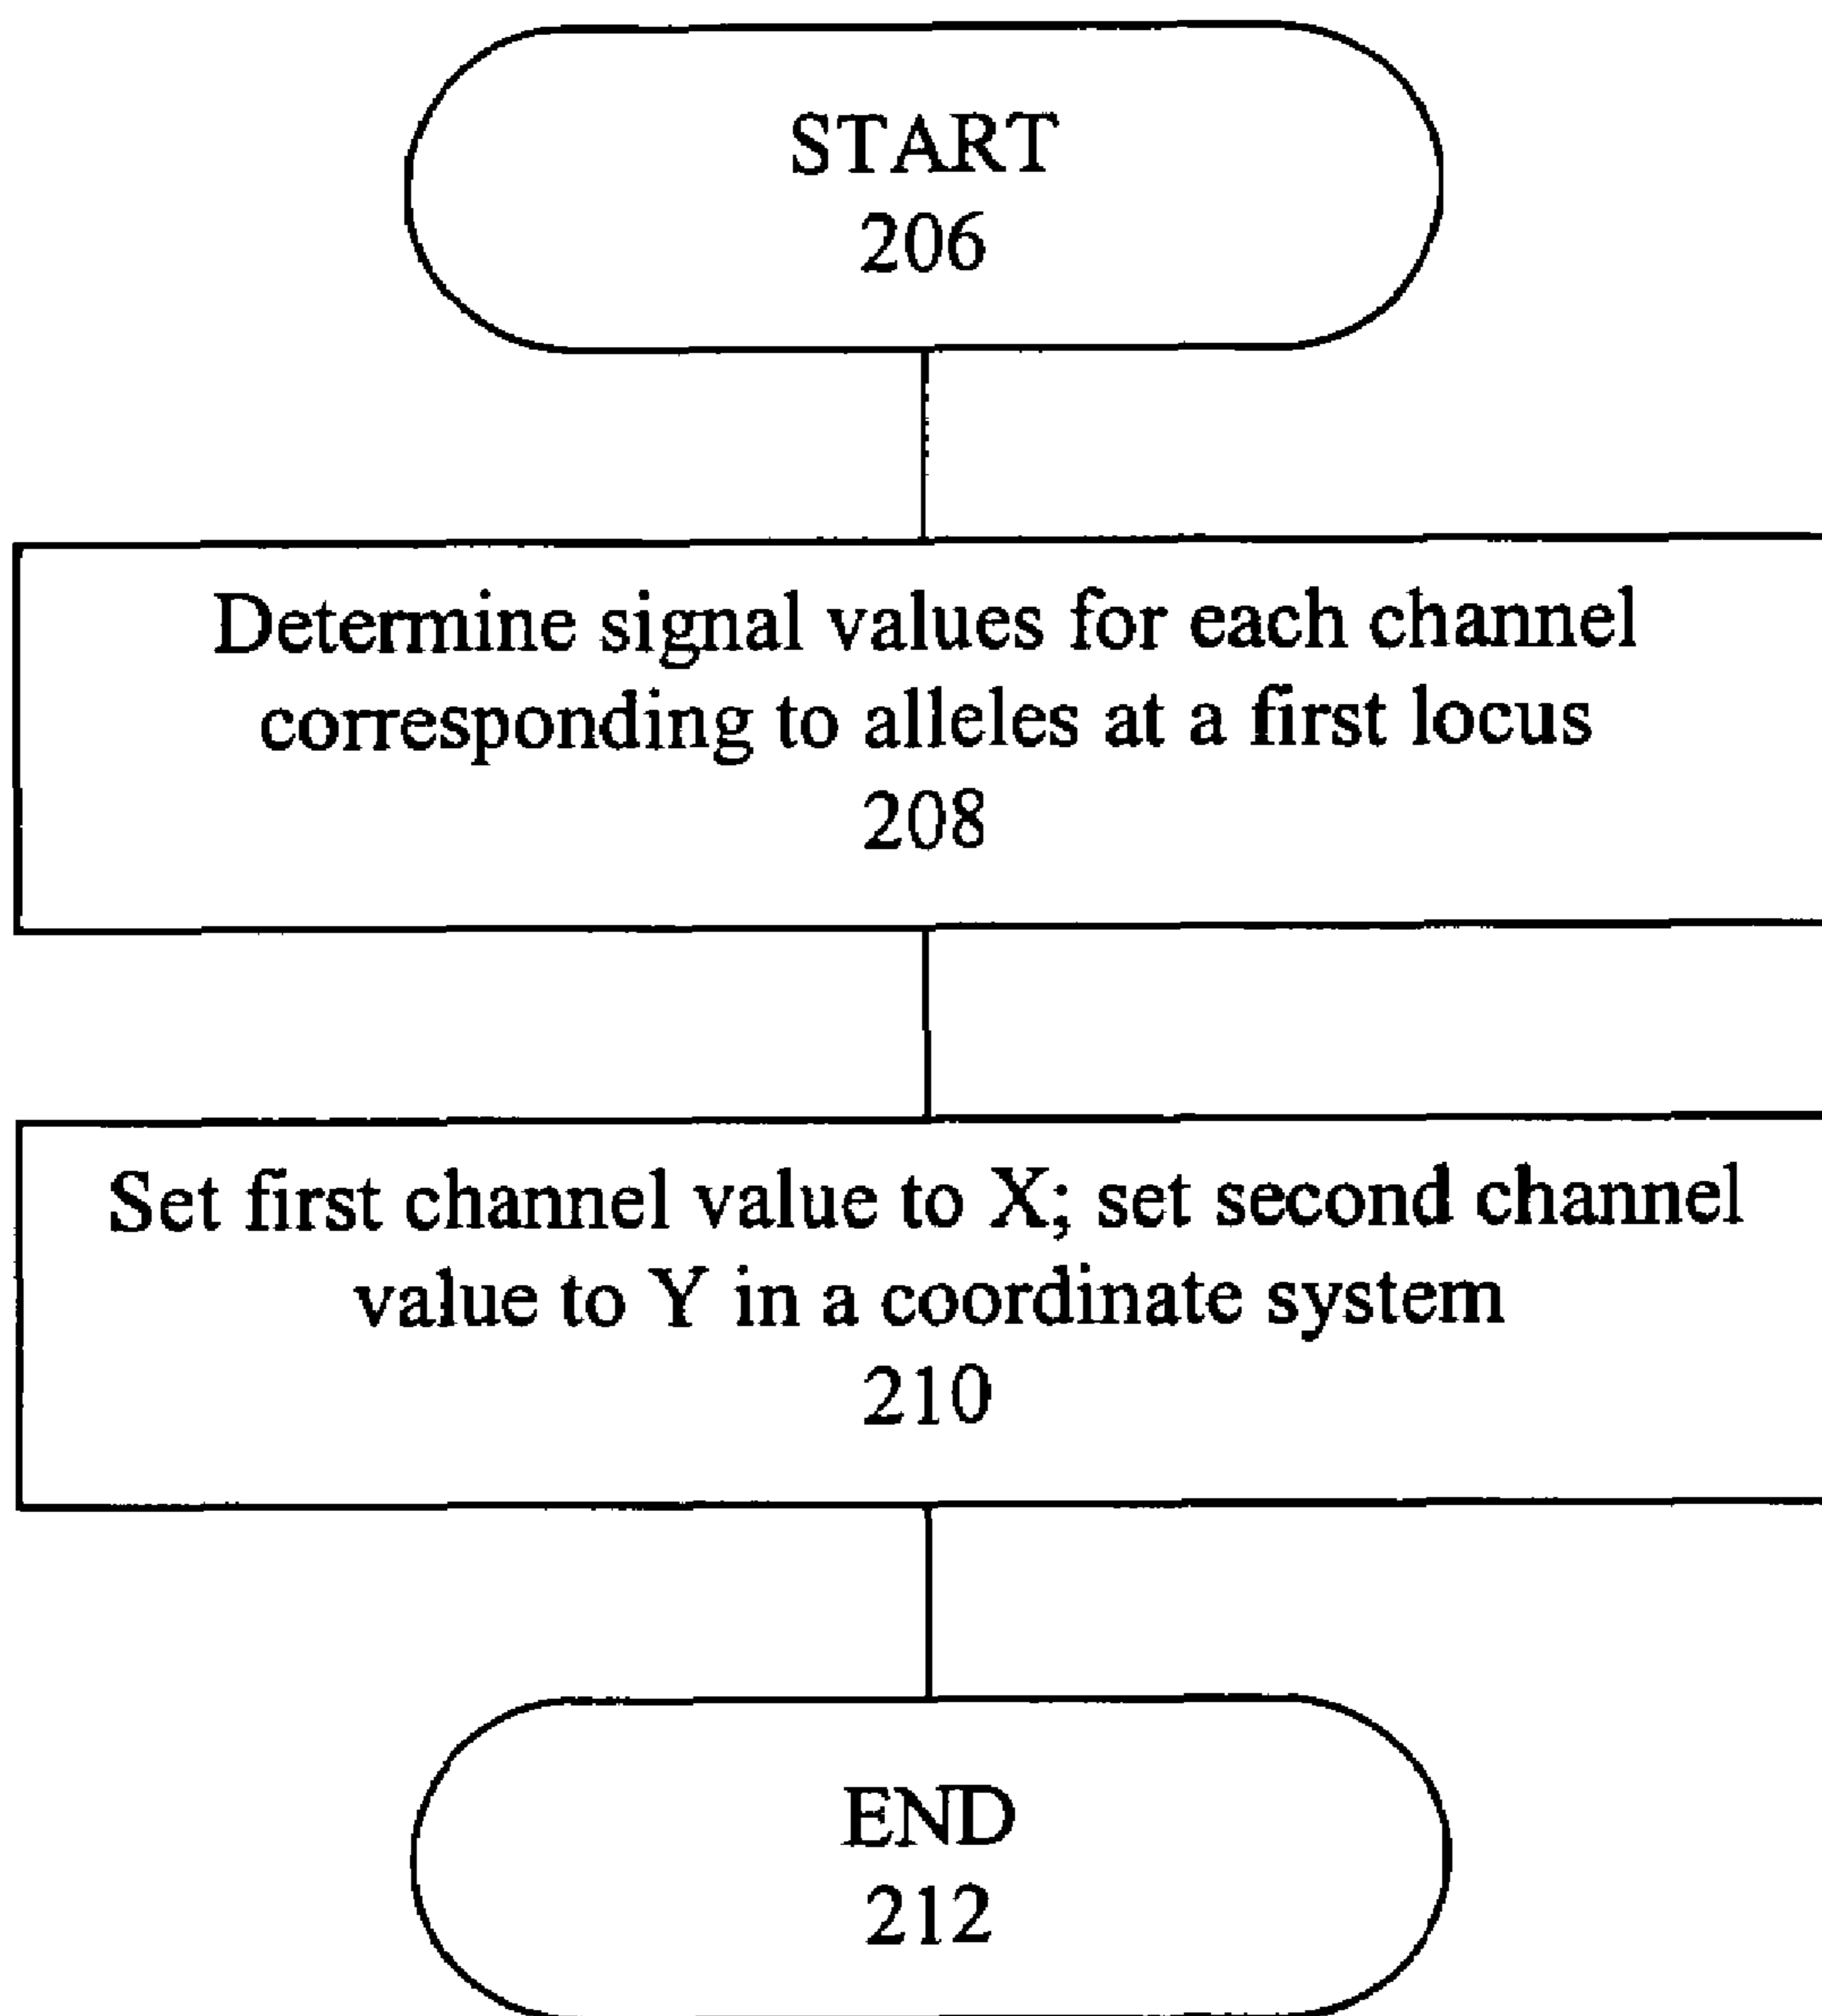 START
206
Determine signal values for each channel
corresponding to alleles at a first locus
208
Set first channel value to X; set second channel
value to Y in a coordinate system
210
END
212